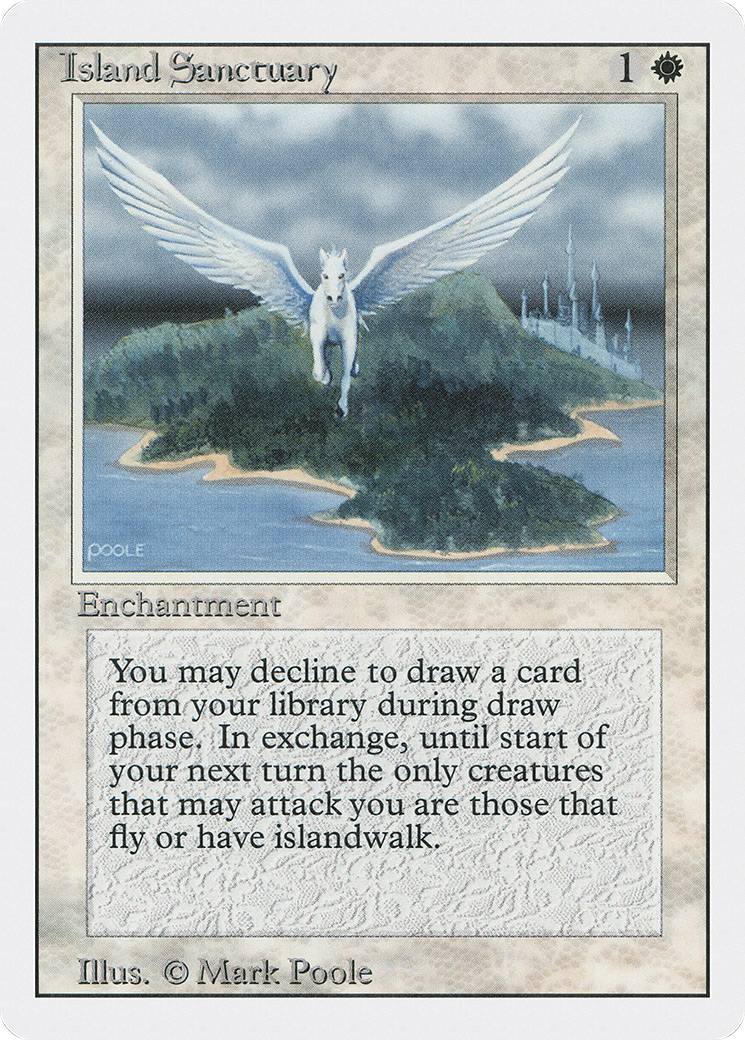 Island Sanctuary 1
POOLE
Enchantment
You may decline to draw a card
from your library during draw
phase. In exchange, until start of
your next turn the only creatures
that may attack you are those that
fly or have islandwalk.
Illus. © Mark Poole